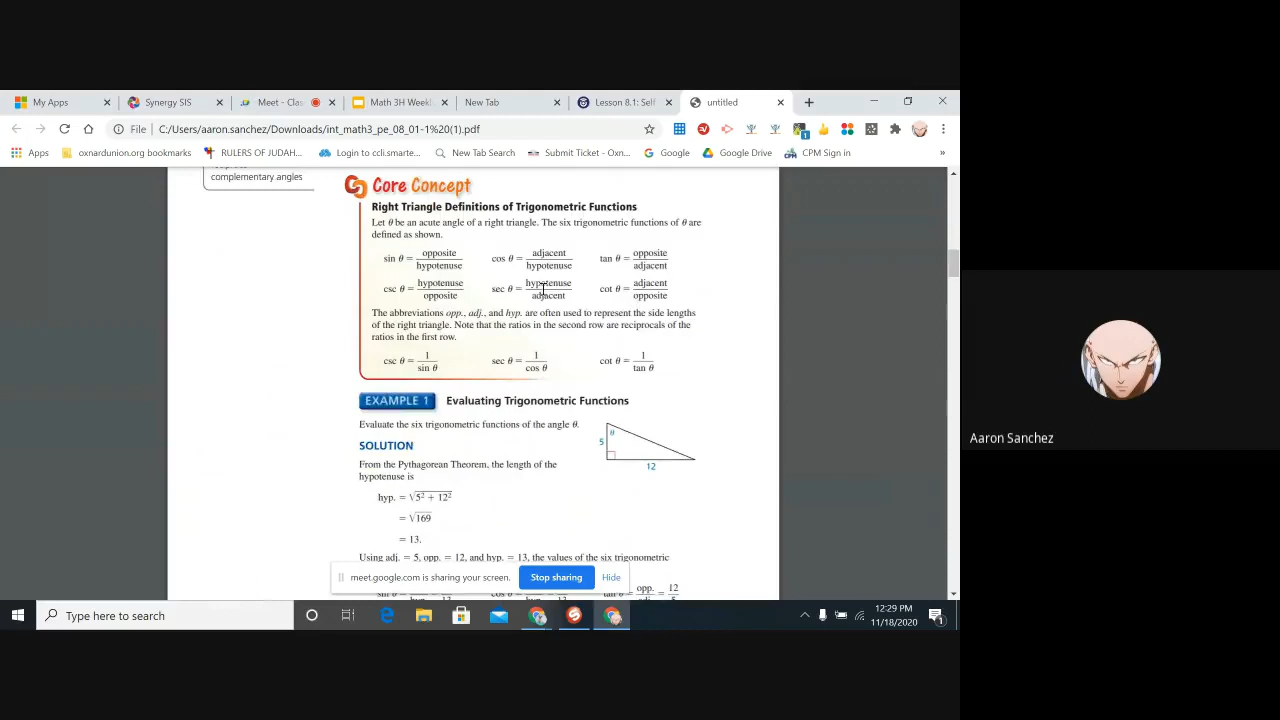 My Apps
Synergy SIS
Meet - Clas
Math 3H Weekl
New Tab
Lesson 8.1: Self
untitled
File
C:/Users/aaron.sanchez/Downloads/int_math3_pe_08_01-1%20(1).pdf
Apps
oxnardunion.org bookmarks
RULERS OF JUDAH...
Login to ccli.smarte...
New Tab Search
Submit Ticket - Oxn...
Google
Google Drive
CPM Sign in
»
complementary angles
Core Concept
Right Triangle Definitions of Trigonometric Functions
Let θ be an acute angle of a right triangle. The six trigonometric functions of θ are
defined as shown.
sin θ = opposite/hypotenuse cos θ = adjacent/hypotenuse tan θ = opposite/adjacent
csc θ = hypotenuse/opposite sec θ = hypotenuse/adjacent cot θ = adjacent/opposite
The abbreviations opp., adj., and hyp. are often used to represent the side lengths
of the right triangle. Note that the ratios in the second row are reciprocals of the
ratios in the first row.
csc θ = 1/sin θ sec θ = 1/cos θ cot θ = 1/tan θ
EXAMPLE 1 Evaluating Trigonometric Functions
Evaluate the six trigonometric functions of the angle θ.
θ
5
12
SOLUTION
From the Pythagorean Theorem, the length of the
hypotenuse is
hyp. = √5² + 12²
= √169
= 13.
Using adj. = 5, opp. = 12, and hyp. = 13, the values of the six trigonometric
meet.google.com is sharing your screen.
Stop sharing
Hide
opp. 12
Type here to search
12:29 PM
11/18/2020
1
Aaron Sanchez